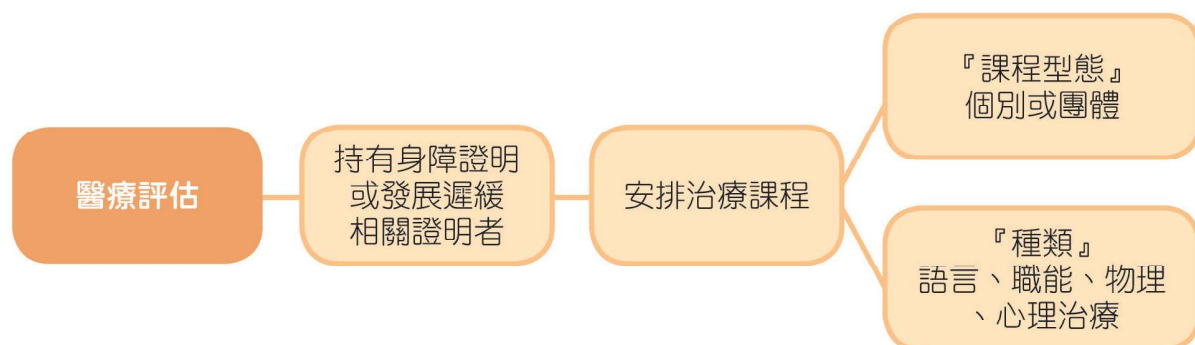 醫療評估
持有身障證明
或發展遲緩
相關證明者
安排治療課程
『課程型態』
個別或團體
『種類』
語言、職能、物理
、心理治療